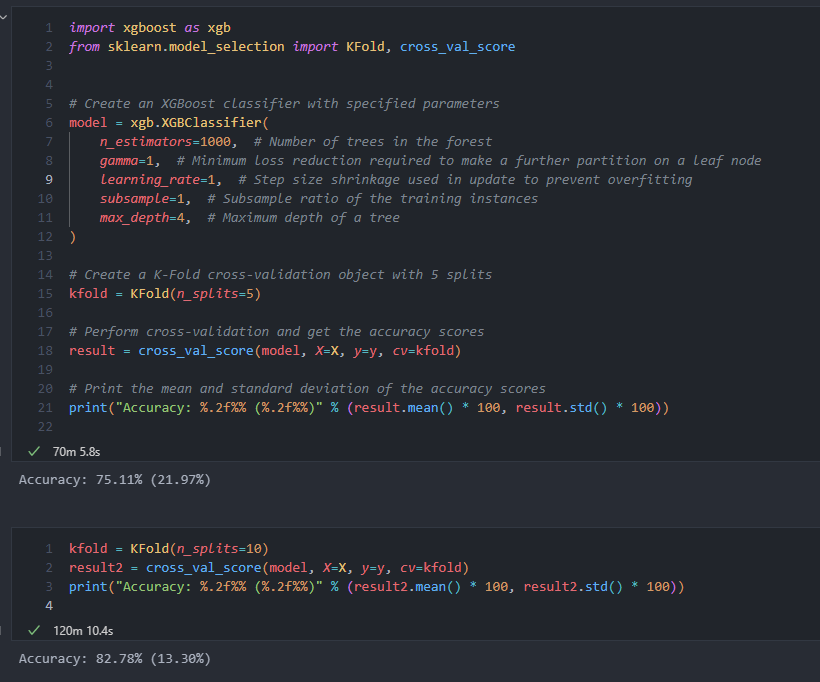 1 import xgboost as xgb
2 from sklearn.model_selection import KFold, cross_val_score
3
4
5 # Create an XGBoost classifier with specified parameters
6 model = xgb.XGBClassifier(
7     n_estimators=1000,  # Number of trees in the forest
8     gamma=1,  # Minimum loss reduction required to make a further partition on a leaf node
9     learning_rate=1,  # Step size shrinkage used in update to prevent overfitting
10     subsample=1,  # Subsample ratio of the training instances
11     max_depth=4,  # Maximum depth of a tree
12 )
13
14 # Create a K-Fold cross-validation object with 5 splits
15 kfold = KFold(n_splits=5)
16
17 # Perform cross-validation and get the accuracy scores
18 result = cross_val_score(model, X=X, y=y, cv=kfold)
19
20 # Print the mean and standard deviation of the accuracy scores
21 print("Accuracy: %.2f%% (%.2f%%)" % (result.mean() * 100, result.std() * 100))
22
70m 5.8s
Accuracy: 75.11% (21.97%)
1 kfold = KFold(n_splits=10)
2 result2 = cross_val_score(model, X=X, y=y, cv=kfold)
3 print("Accuracy: %.2f%% (%.2f%%)" % (result2.mean() * 100, result2.std() * 100))
4
120m 10.4s
Accuracy: 82.78% (13.30%)